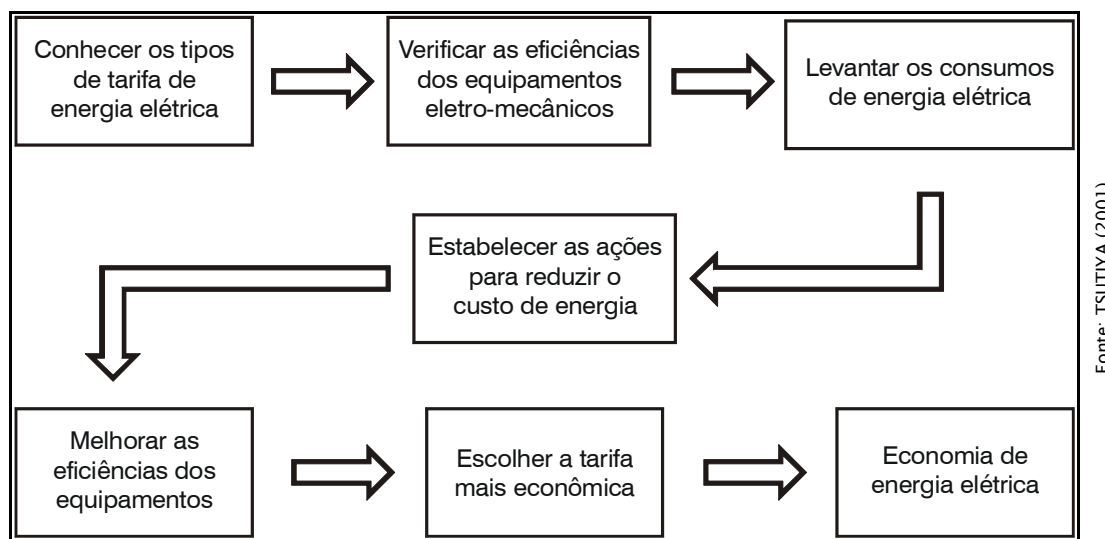 Conhecer os tipos
de tarifa de
energia elétrica
Verificar as eficiências
dos equipamentos
eletro-mecânicos
Levantar os consumos
de energia elétrica
Estabelecer as ações
para reduzir o
custo de energia
Melhorar as
eficiências dos
equipamentos
Escolher a tarifa
mais econômica
Economia de
energia elétrica
Fonte: TSUTIYA (2001)